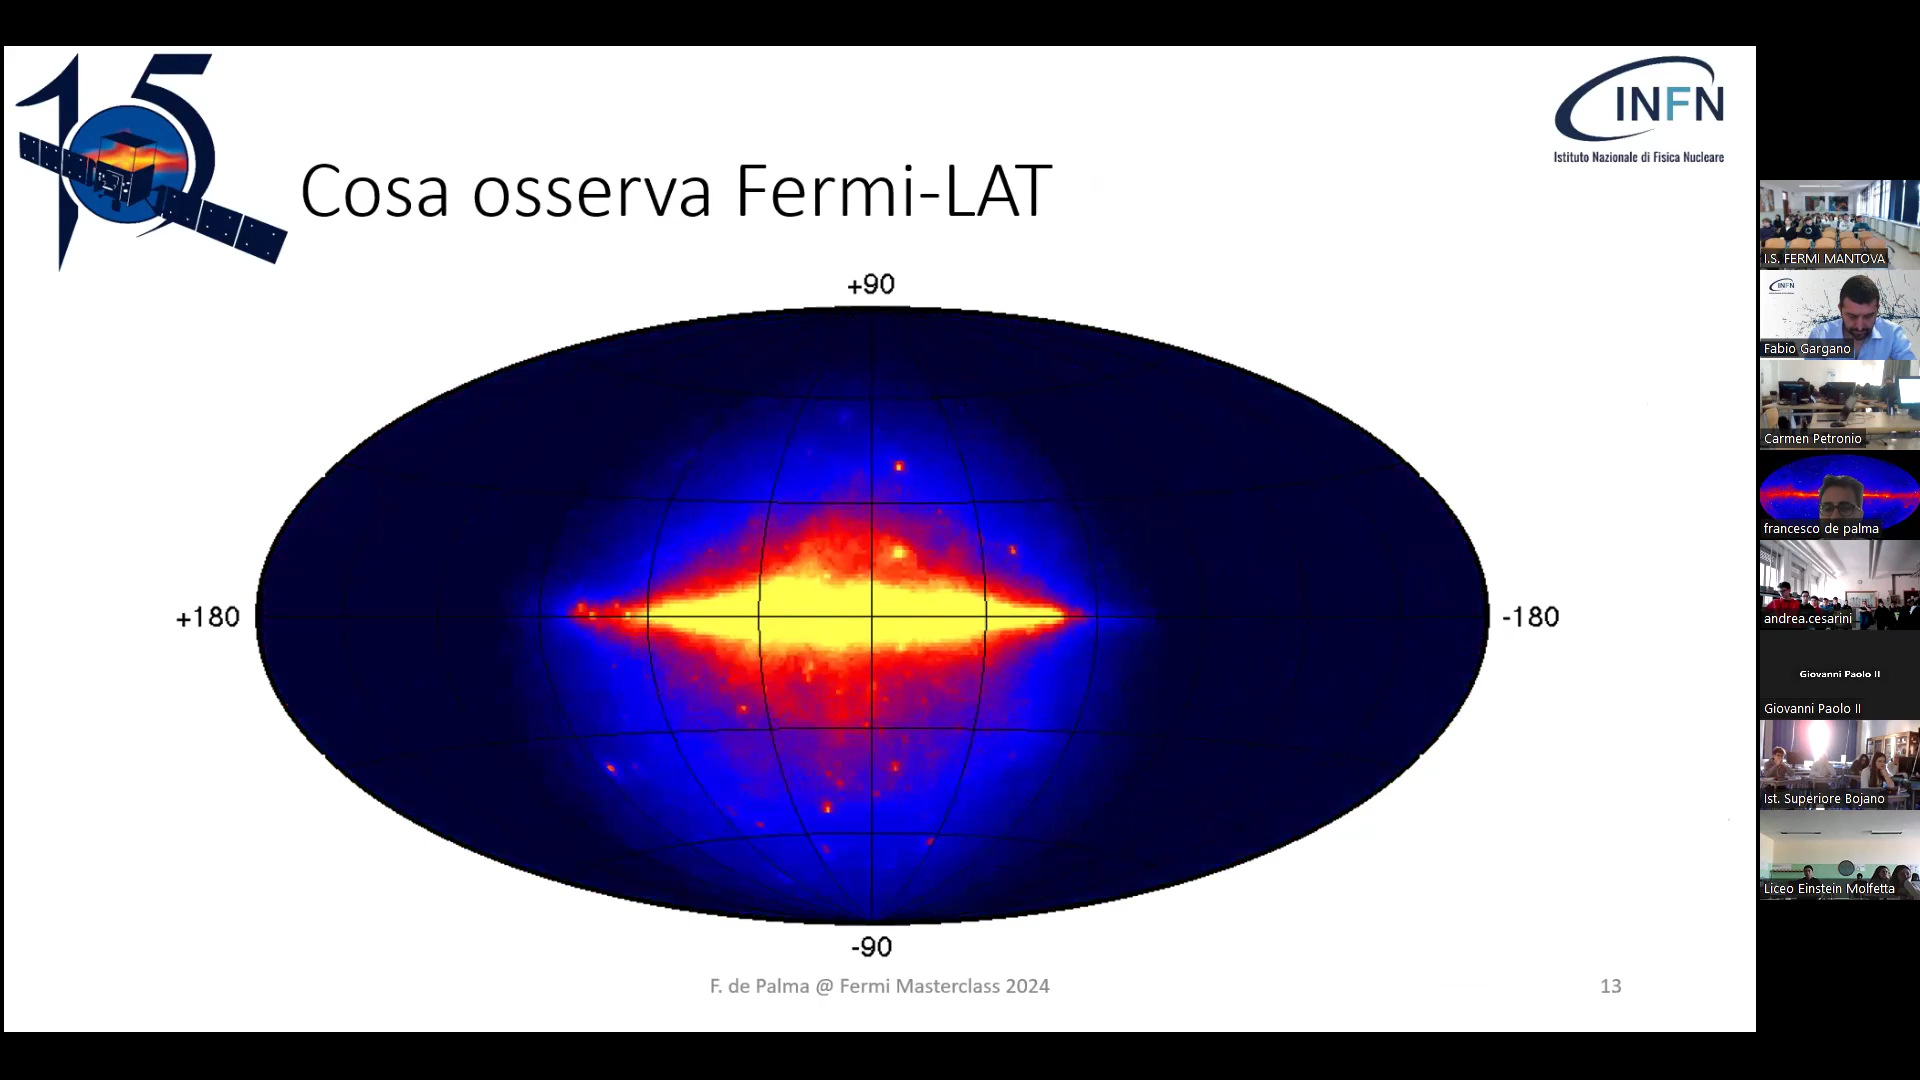 15
INFN
Istituto Nazionale di Fisica Nucleare
Cosa osserva Fermi-LAT
+90
+180
-180
-90
F. de Palma @ Fermi Masterclass 2024
13
I.S. FERMI MANTOVA
INFN
Fabio Gargano
Carmen Petronio
francesco de palma
andrea.cesarini
Giovanni Paolo II
Giovanni Paolo II
Ist. Superiore Bojano
Liceo Einstein Molfetta